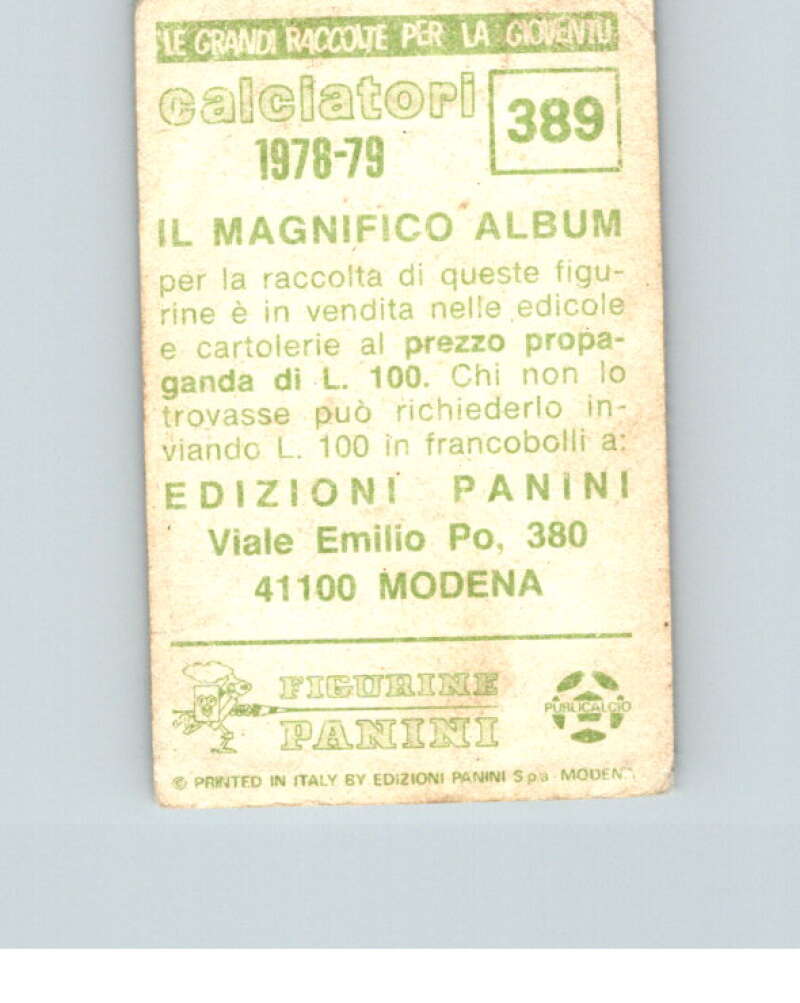 LE GRANDI RACCOLTE PER LA GIOVENTU
calciatori
389
1978-79
IL MAGNIFICO ALBUM
per la raccolta di queste figu-
rine è in vendita nelle edicole
e cartolerie al prezzo propa-
ganda di L. 100. Chi non lo
trovasse può richiederlo in-
viando L. 100 in francobolli a:
EDIZIONI PANINI
Viale Emilio Po, 380
41100 MODENA
FIGURINE
PANINI
PUBLICALCIO
© PRINTED IN ITALY BY EDIZIONI PANINI S.p.a. MODENA